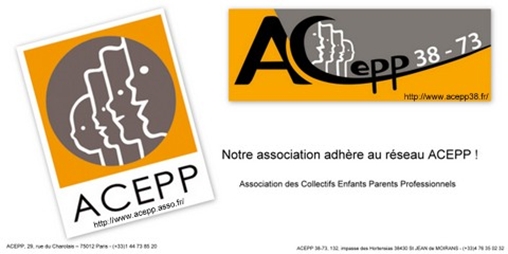 ACEPP
http://www.acepp.asso.fr/
ACepp 38 - 73
http://www.acepp38.fr/
Notre association adhère au réseau ACEPP !
Association des Collectifs Enfants Parents Professionnels
ACEPP, 29, rue du Charolais – 75012 Paris - (+33)1 44 73 85 20
ACEPP 38-73, 132, impasse des Hortensias 38430 St JEAN de MOIRANS - (+33)4 76 35 02 32